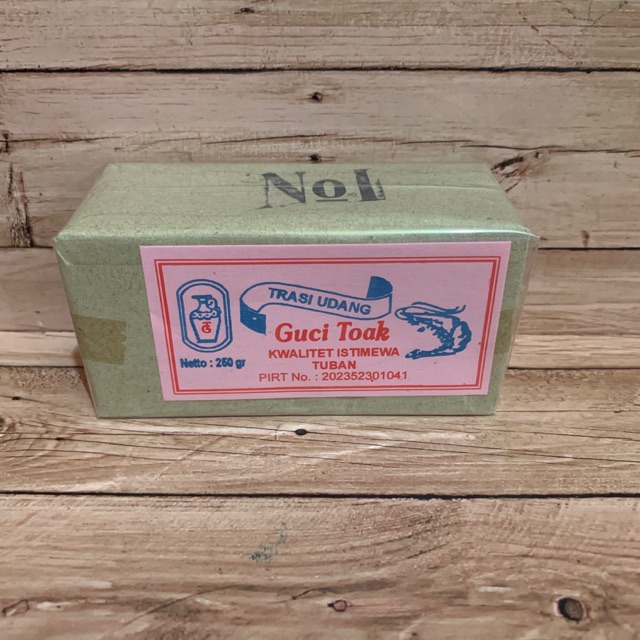 No1
TRASI UDANG
Guci Toak
KWALITET ISTIMEWA
TUBAN
Netto : 250 gr
PIRT No. : 202352301041